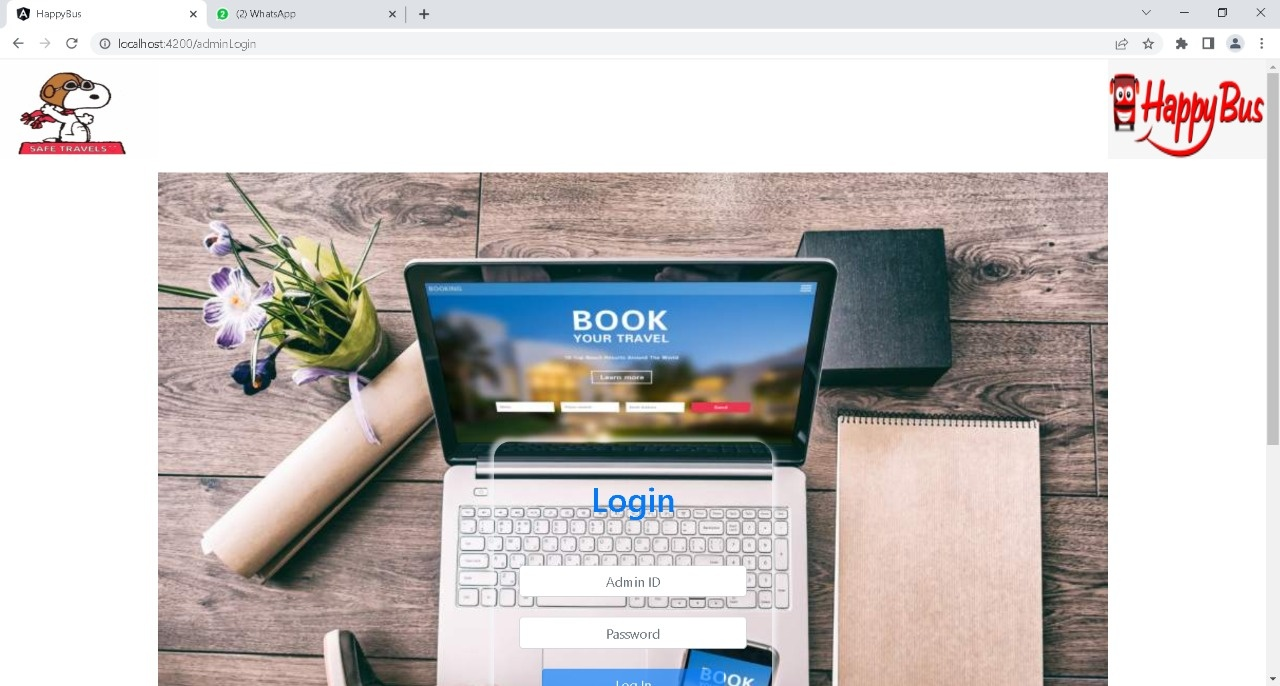 HappyBus
2 (2) WhatsApp
localhost:4200/adminLogin
SAFE TRAVELS
HappyBus
BOOKING
BOOK
YOUR TRAVEL
Learn more
Login
Admin ID
Password
BOOK
Log In